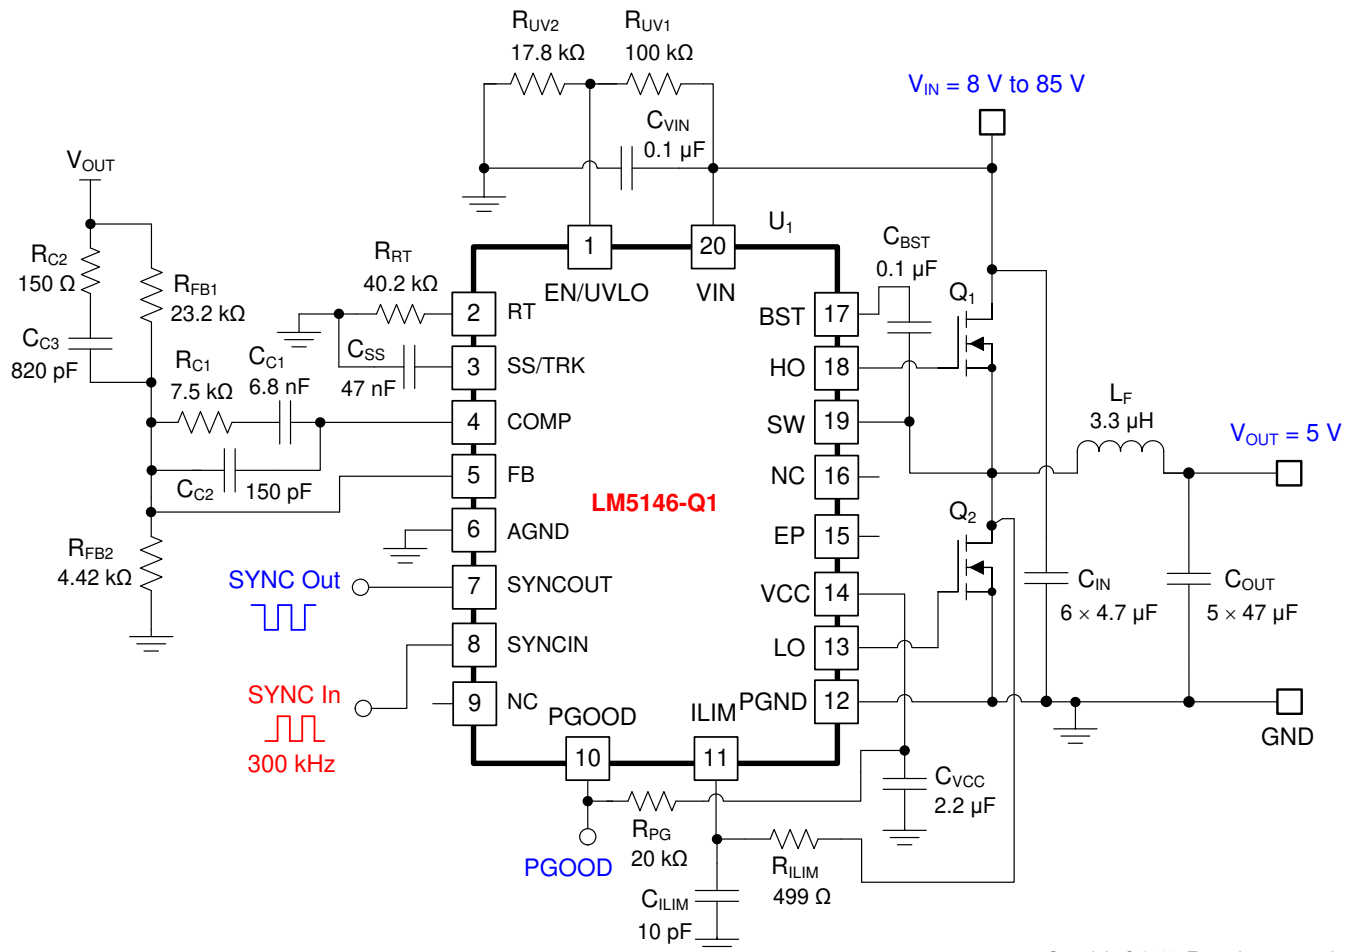 R_UV2
17.8 kΩ
R_UV1
100 kΩ
V_IN = 8 V to 85 V
C_VIN
0.1 µF
V_OUT
U_1
R_C2
150 Ω
R_FB1
23.2 kΩ
C_C3
820 pF
R_RT
40.2 kΩ
C_SS
47 nF
R_C1
7.5 kΩ
C_C1
6.8 nF
C_C2
150 pF
R_FB2
4.42 kΩ
1
EN/UVLO
20
VIN
2 RT
3 SS/TRK
4 COMP
5 FB
6 AGND
7 SYNCOUT
8 SYNCIN
9 NC
LM5146-Q1
BST 17
HO 18
SW 19
NC 16
EP 15
VCC 14
LO 13
PGND 12
PGOOD
10
ILIM
11
C_BST
0.1 µF
Q_1
Q_2
L_F
3.3 µH
V_OUT = 5 V
C_IN
6 × 4.7 µF
C_OUT
5 × 47 µF
GND
SYNC Out
SYNC In
300 kHz
C_VCC
2.2 µF
R_PG
20 kΩ
PGOOD
R_ILIM
499 Ω
C_ILIM
10 pF